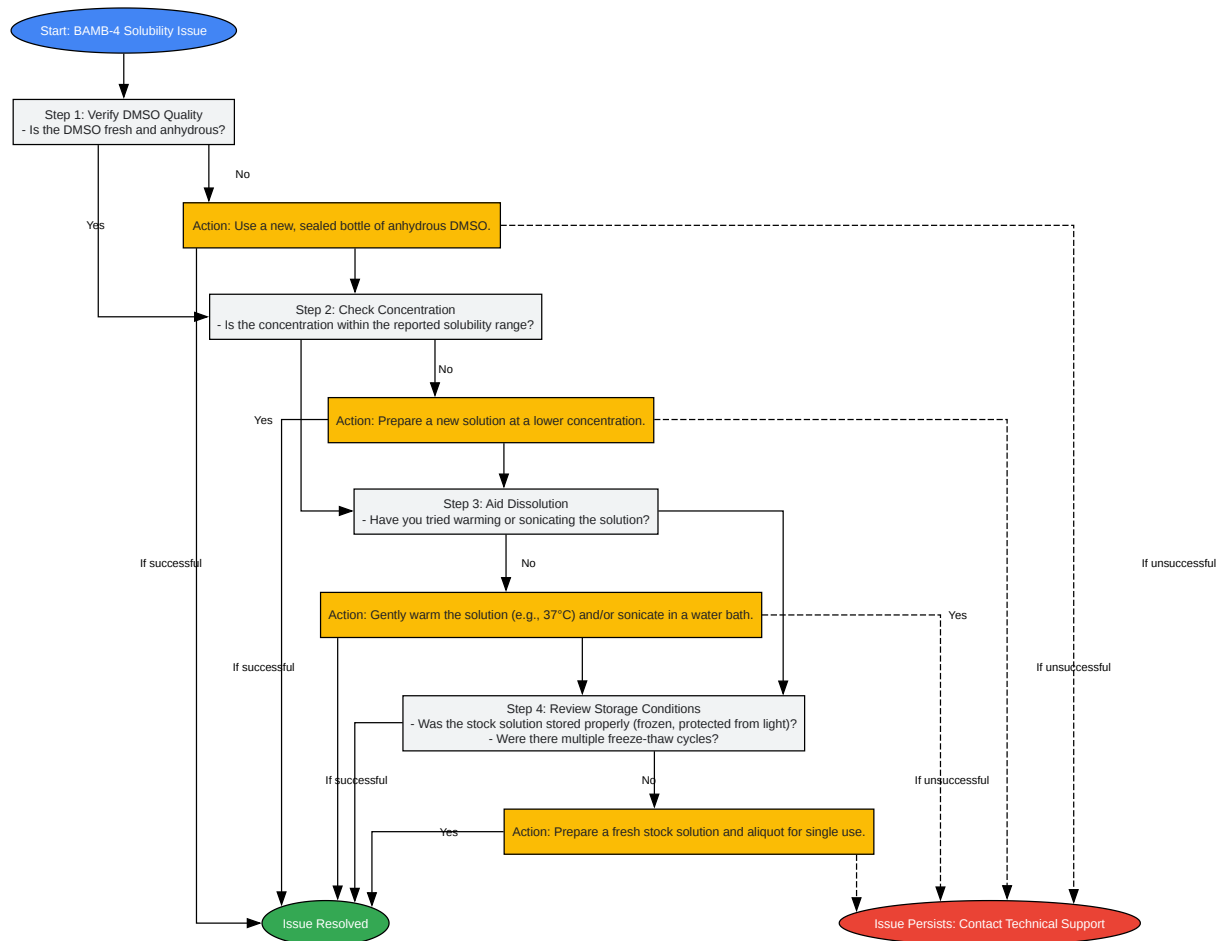 Start: BAMB-4 Solubility Issue
Step 1: Verify DMSO Quality
- Is the DMSO fresh and anhydrous?
No
Yes
Action: Use a new, sealed bottle of anhydrous DMSO.
Step 2: Check Concentration
- Is the concentration within the reported solubility range?
No
Yes
Action: Prepare a new solution at a lower concentration.
Step 3: Aid Dissolution
- Have you tried warming or sonicating the solution?
If successful
No
If unsuccessful
Action: Gently warm the solution (e.g., 37°C) and/or sonicate in a water bath.
Yes
If successful
If unsuccessful
Step 4: Review Storage Conditions
- Was the stock solution stored properly (frozen, protected from light)?
- Were there multiple freeze-thaw cycles?
If successful
No
If unsuccessful
Action: Prepare a fresh stock solution and aliquot for single use.
Yes
Issue Resolved
Issue Persists: Contact Technical Support